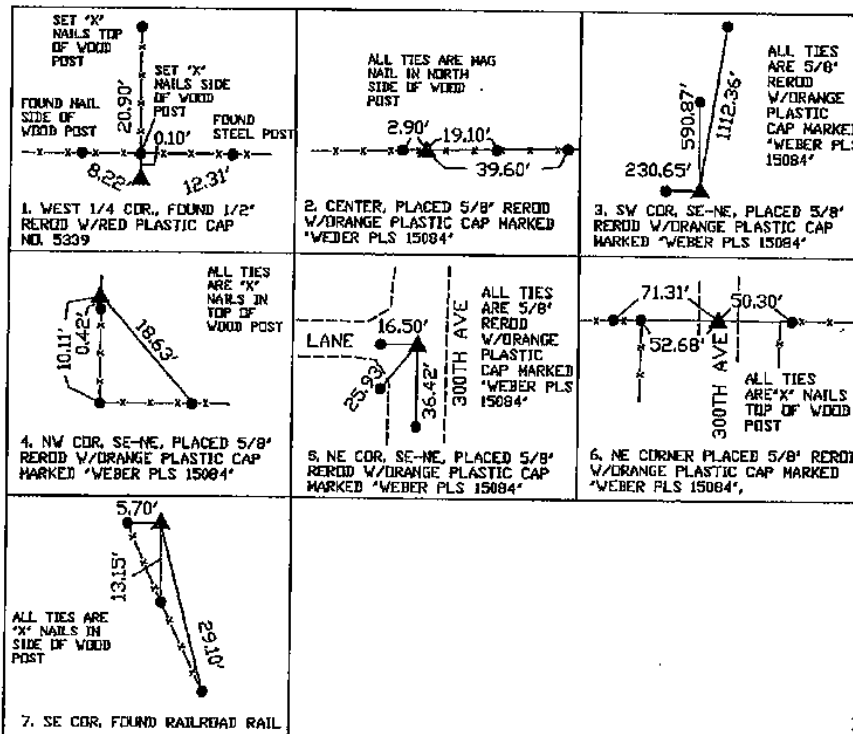 SET "X"
NAILS TOP
OF WOOD
POST
SET "X"
NAILS SIDE
OF WOOD
POST
FOUND NAIL
SIDE OF
WOOD POST
20.90'
0.10'
FOUND
STEEL POST
8.22'
12.31'
1. WEST 1/4 COR., FOUND 1/2"
REROD W/RED PLASTIC CAP
NO. 5339
ALL TIES ARE MAG
NAIL IN NORTH
SIDE OF WOOD
POST
2.90'
19.10'
39.60'
2. CENTER, PLACED 5/8" REROD
W/ORANGE PLASTIC CAP MARKED
"WEBER PLS 15084"
ALL TIES
ARE 5/8"
REROD
W/ORANGE
PLASTIC
CAP MARKED
"WEBER PLS
15084"
590.87'
1112.36'
230.65'
3. SW COR, SE-NE, PLACED 5/8"
REROD W/ORANGE PLASTIC CAP
MARKED "WEBER PLS 15084"
ALL TIES
ARE "X"
NAILS IN
TOP OF
WOOD POST
10.11'
0.42'
18.63'
4. NW COR, SE-NE, PLACED 5/8"
REROD W/ORANGE PLASTIC CAP
MARKED "WEBER PLS 15084"
LANE
16.50'
25.93'
36.42'
300TH AVE
ALL TIES
ARE 5/8"
REROD
W/ORANGE
PLASTIC
CAP MARKED
"WEBER PLS
15084"
5. NE COR, SE-NE, PLACED 5/8"
REROD W/ORANGE PLASTIC CAP
MARKED "WEBER PLS 15084"
71.31'
50.30'
52.68'
300TH AVE
ALL TIES
ARE "X" NAILS
TOP OF WOOD
POST
6. NE CORNER PLACED 5/8" REROD
W/ORANGE PLASTIC CAP MARKED
"WEBER PLS 15084",
5.70'
13.15'
29.10'
ALL TIES ARE
"X" NAILS IN
SIDE OF WOOD
POST
7. SE COR, FOUND RAILROAD RAIL